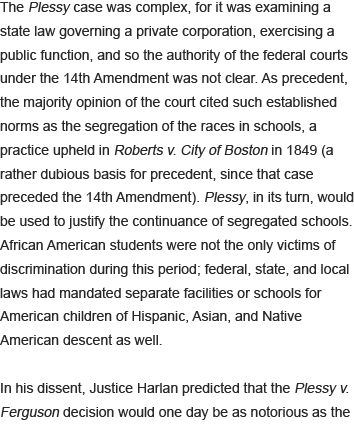 The Plessy case was complex, for it was examining a
state law governing a private corporation, exercising a
public function, and so the authority of the federal courts
under the 14th Amendment was not clear. As precedent,
the majority opinion of the court cited such established
norms as the segregation of the races in schools, a
practice upheld in Roberts v. City of Boston in 1849 (a
rather dubious basis for precedent, since that case
preceded the 14th Amendment). Plessy, in its turn, would
be used to justify the continuance of segregated schools.
African American students were not the only victims of
discrimination during this period; federal, state, and local
laws had mandated separate facilities or schools for
American children of Hispanic, Asian, and Native
American descent as well.
In his dissent, Justice Harlan predicted that the Plessy v.
Ferguson decision would one day be as notorious as the